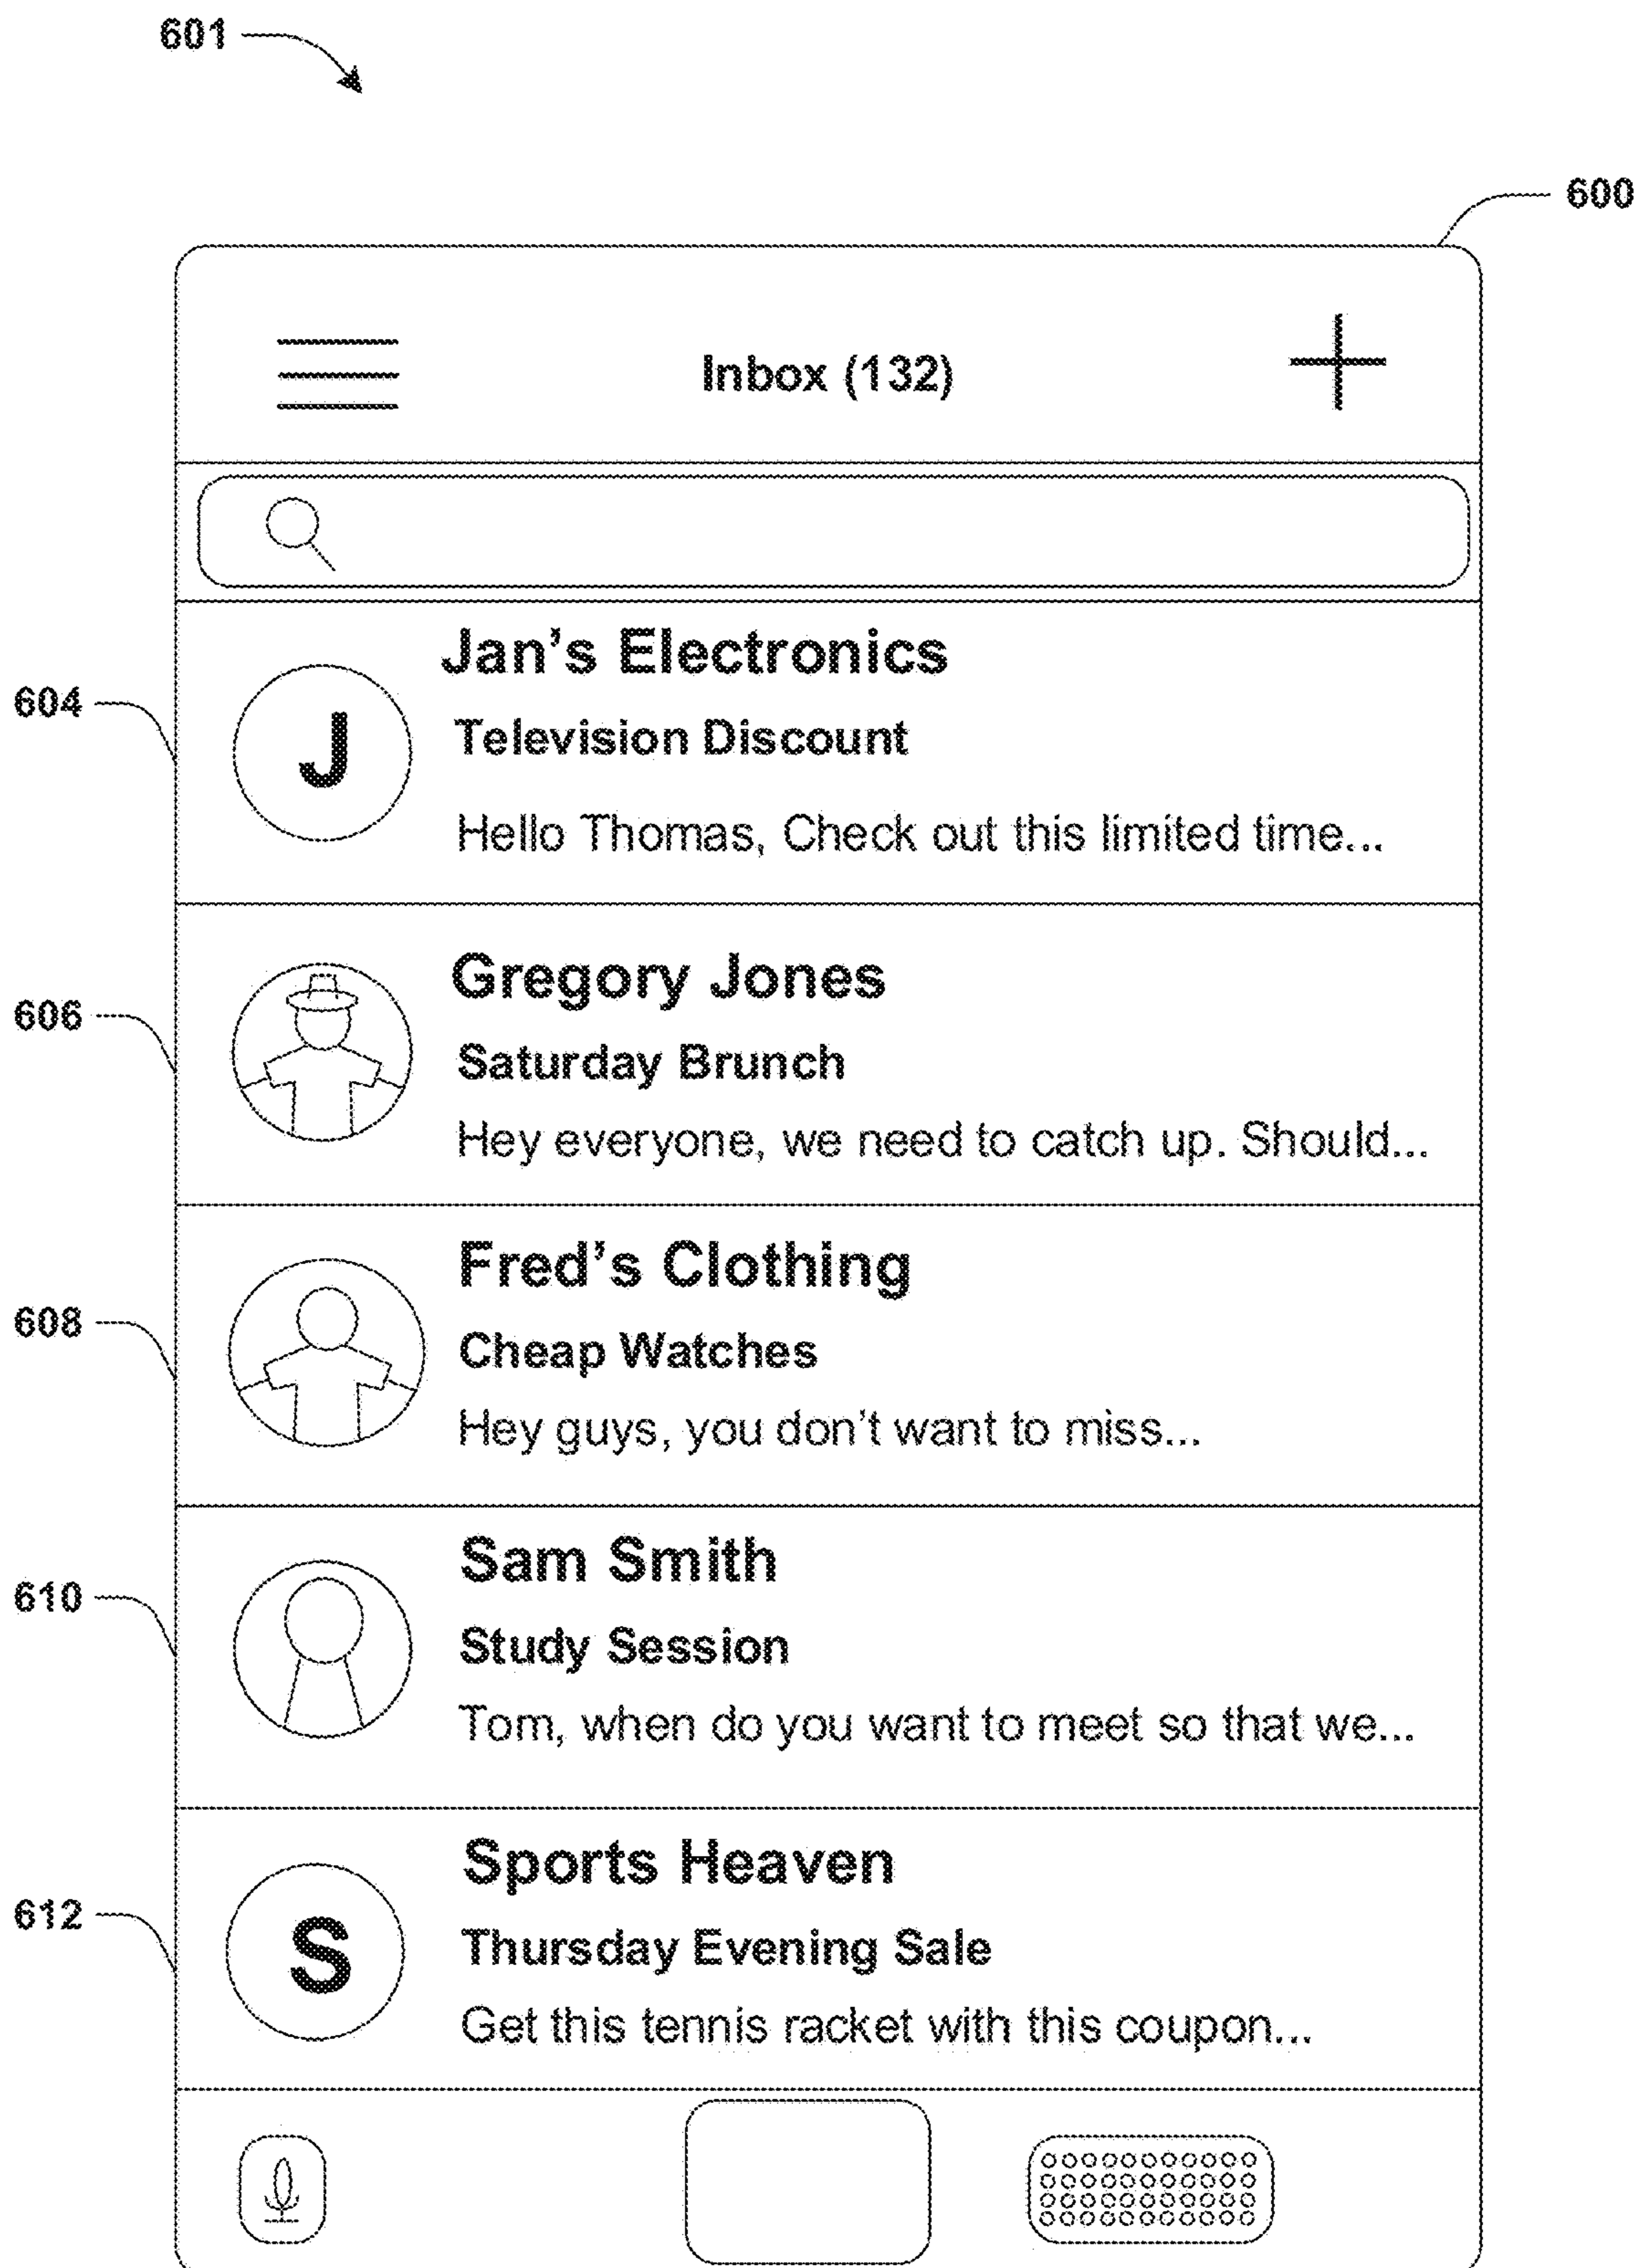 601
600
Inbox (132)
604
J
Jan's Electronics
Television Discount
Hello Thomas, Check out this limited time...
606
Gregory Jones
Saturday Brunch
Hey everyone, we need to catch up. Should...
608
Fred's Clothing
Cheap Watches
Hey guys, you don't want to miss...
610
Sam Smith
Study Session
Tom, when do you want to meet so that we...
612
S
Sports Heaven
Thursday Evening Sale
Get this tennis racket with this coupon...